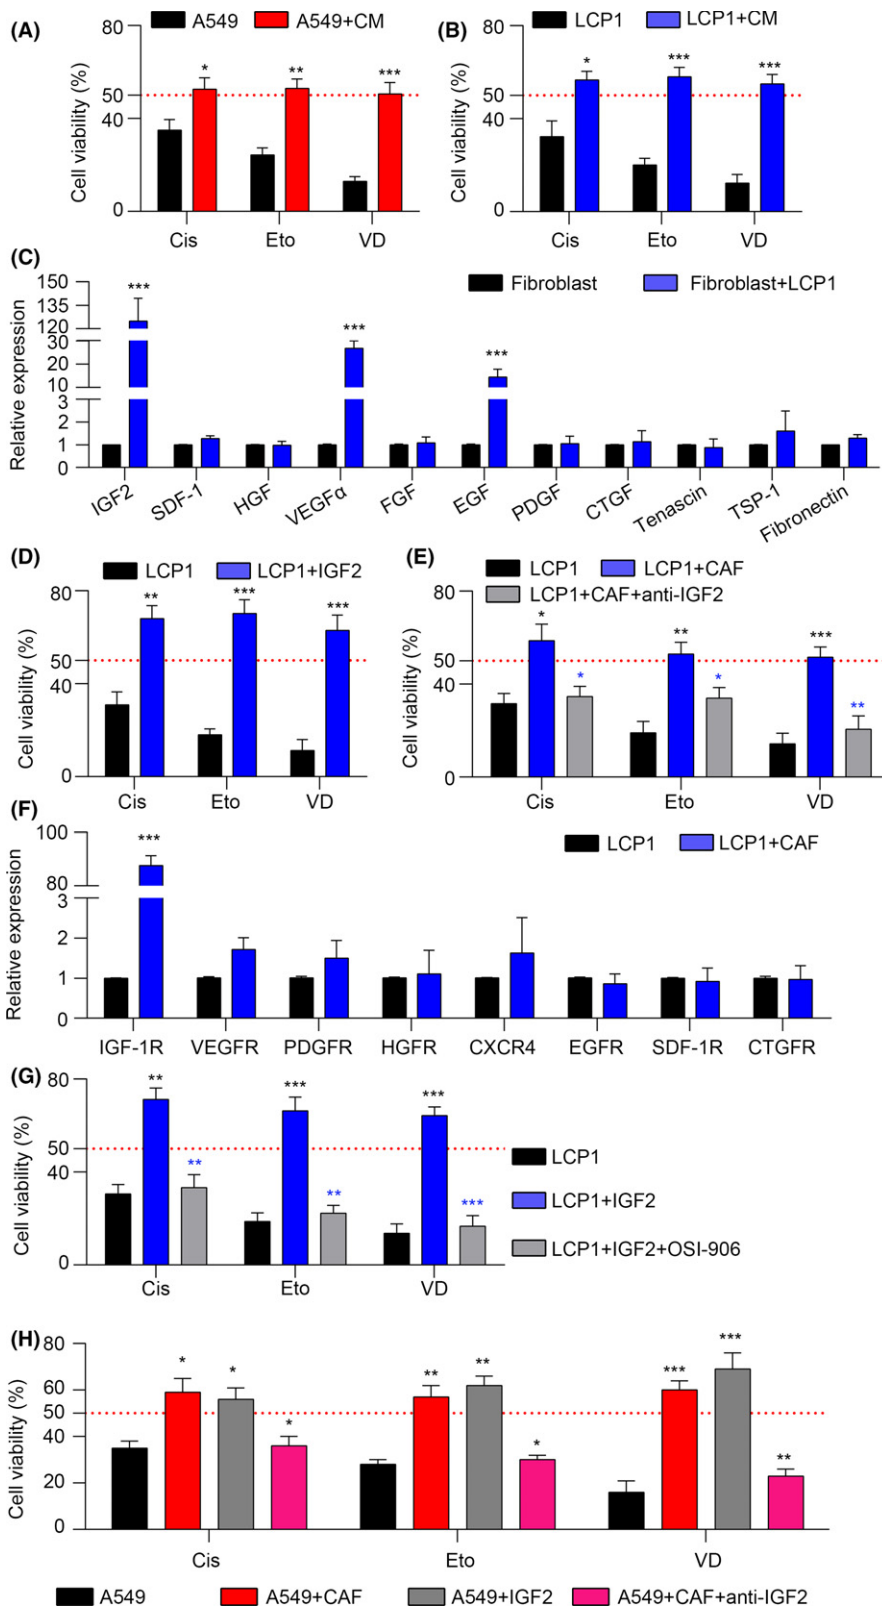 (A)
A549 A549+CM
Cell viability (%)
80
50
40
0
* ** ***
Cis Eto VD
(B)
LCP1 LCP1+CM
Cell viability (%)
80
50
40
0
* *** ***
Cis Eto VD
(C)
Fibroblast Fibroblast+LCP1
Relative expression
150
135
120
30
20
10
3
2
1
0
*** *** ***
IGF2 SDF-1 HGF VEGFα FGF EGF PDGF CTGF Tenascin TSP-1 Fibronectin
(D)
LCP1 LCP1+IGF2
Cell viability (%)
80
50
40
0
** *** ***
Cis Eto VD
(E)
LCP1 LCP1+CAF
LCP1+CAF+anti-IGF2
Cell viability (%)
80
50
40
0
* * ** * *** **
Cis Eto VD
(F)
LCP1 LCP1+CAF
Relative expression
100
80
3
2
1
0
***
IGF-1R VEGFR PDGFR HGFR CXCR4 EGFR SDF-1R CTGFR
(G)
Cell viability (%)
80
50
40
0
** ** *** ** *** ***
Cis Eto VD
LCP1
LCP1+IGF2
LCP1+IGF2+OSI-906
(H)
Cell viability (%)
80
60
50
40
20
0
* * * ** ** * *** *** **
Cis Eto VD
A549 A549+CAF A549+IGF2 A549+CAF+anti-IGF2